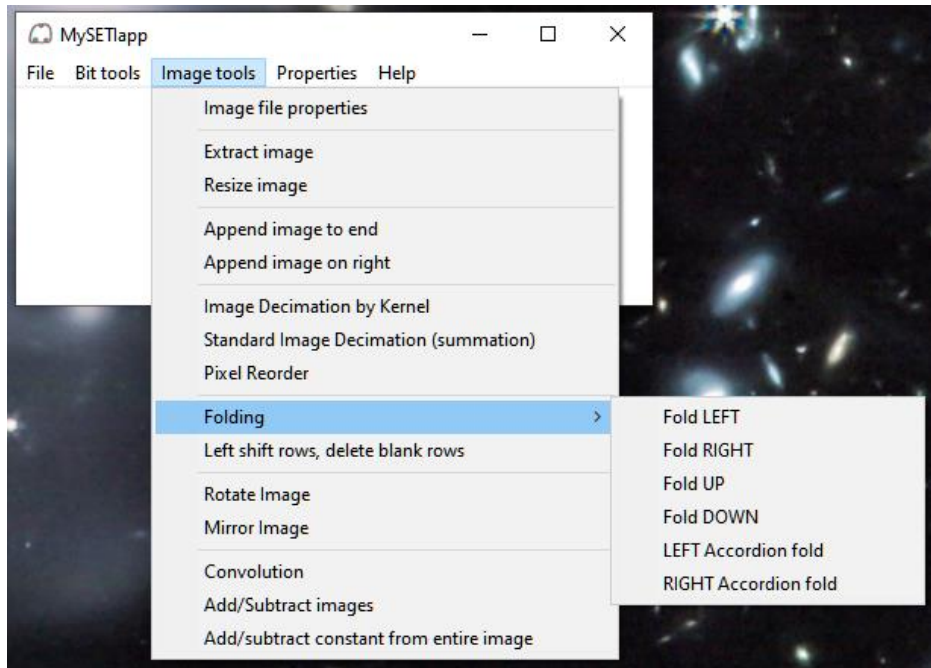 MySETIapp
File Bit tools Image tools Properties Help
Image file properties
Extract image
Resize image
Append image to end
Append image on right
Image Decimation by Kernel
Standard Image Decimation (summation)
Pixel Reorder
Folding
Left shift rows, delete blank rows
Rotate Image
Mirror Image
Convolution
Add/Subtract images
Add/subtract constant from entire image
Fold LEFT
Fold RIGHT
Fold UP
Fold DOWN
LEFT Accordion fold
RIGHT Accordion fold